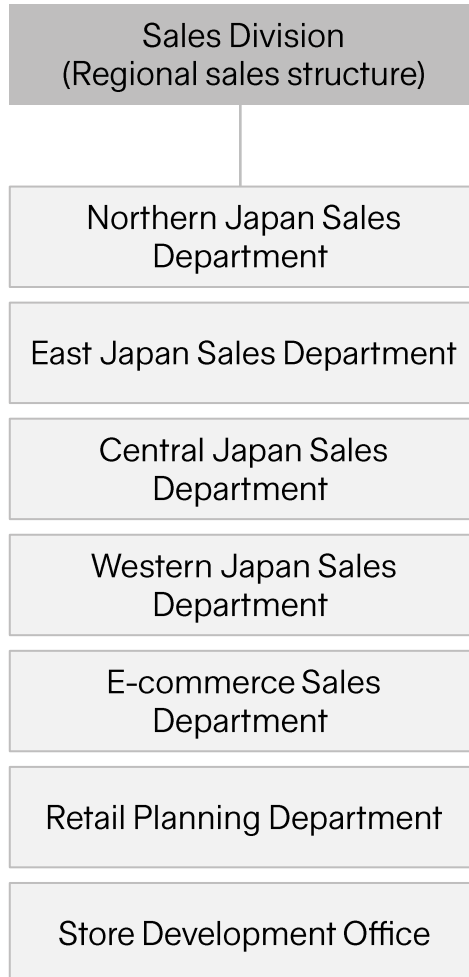 Sales Division
(Regional sales structure)
Northern Japan Sales
Department
East Japan Sales Department
Central Japan Sales
Department
Western Japan Sales
Department
E-commerce Sales
Department
Retail Planning Department
Store Development Office